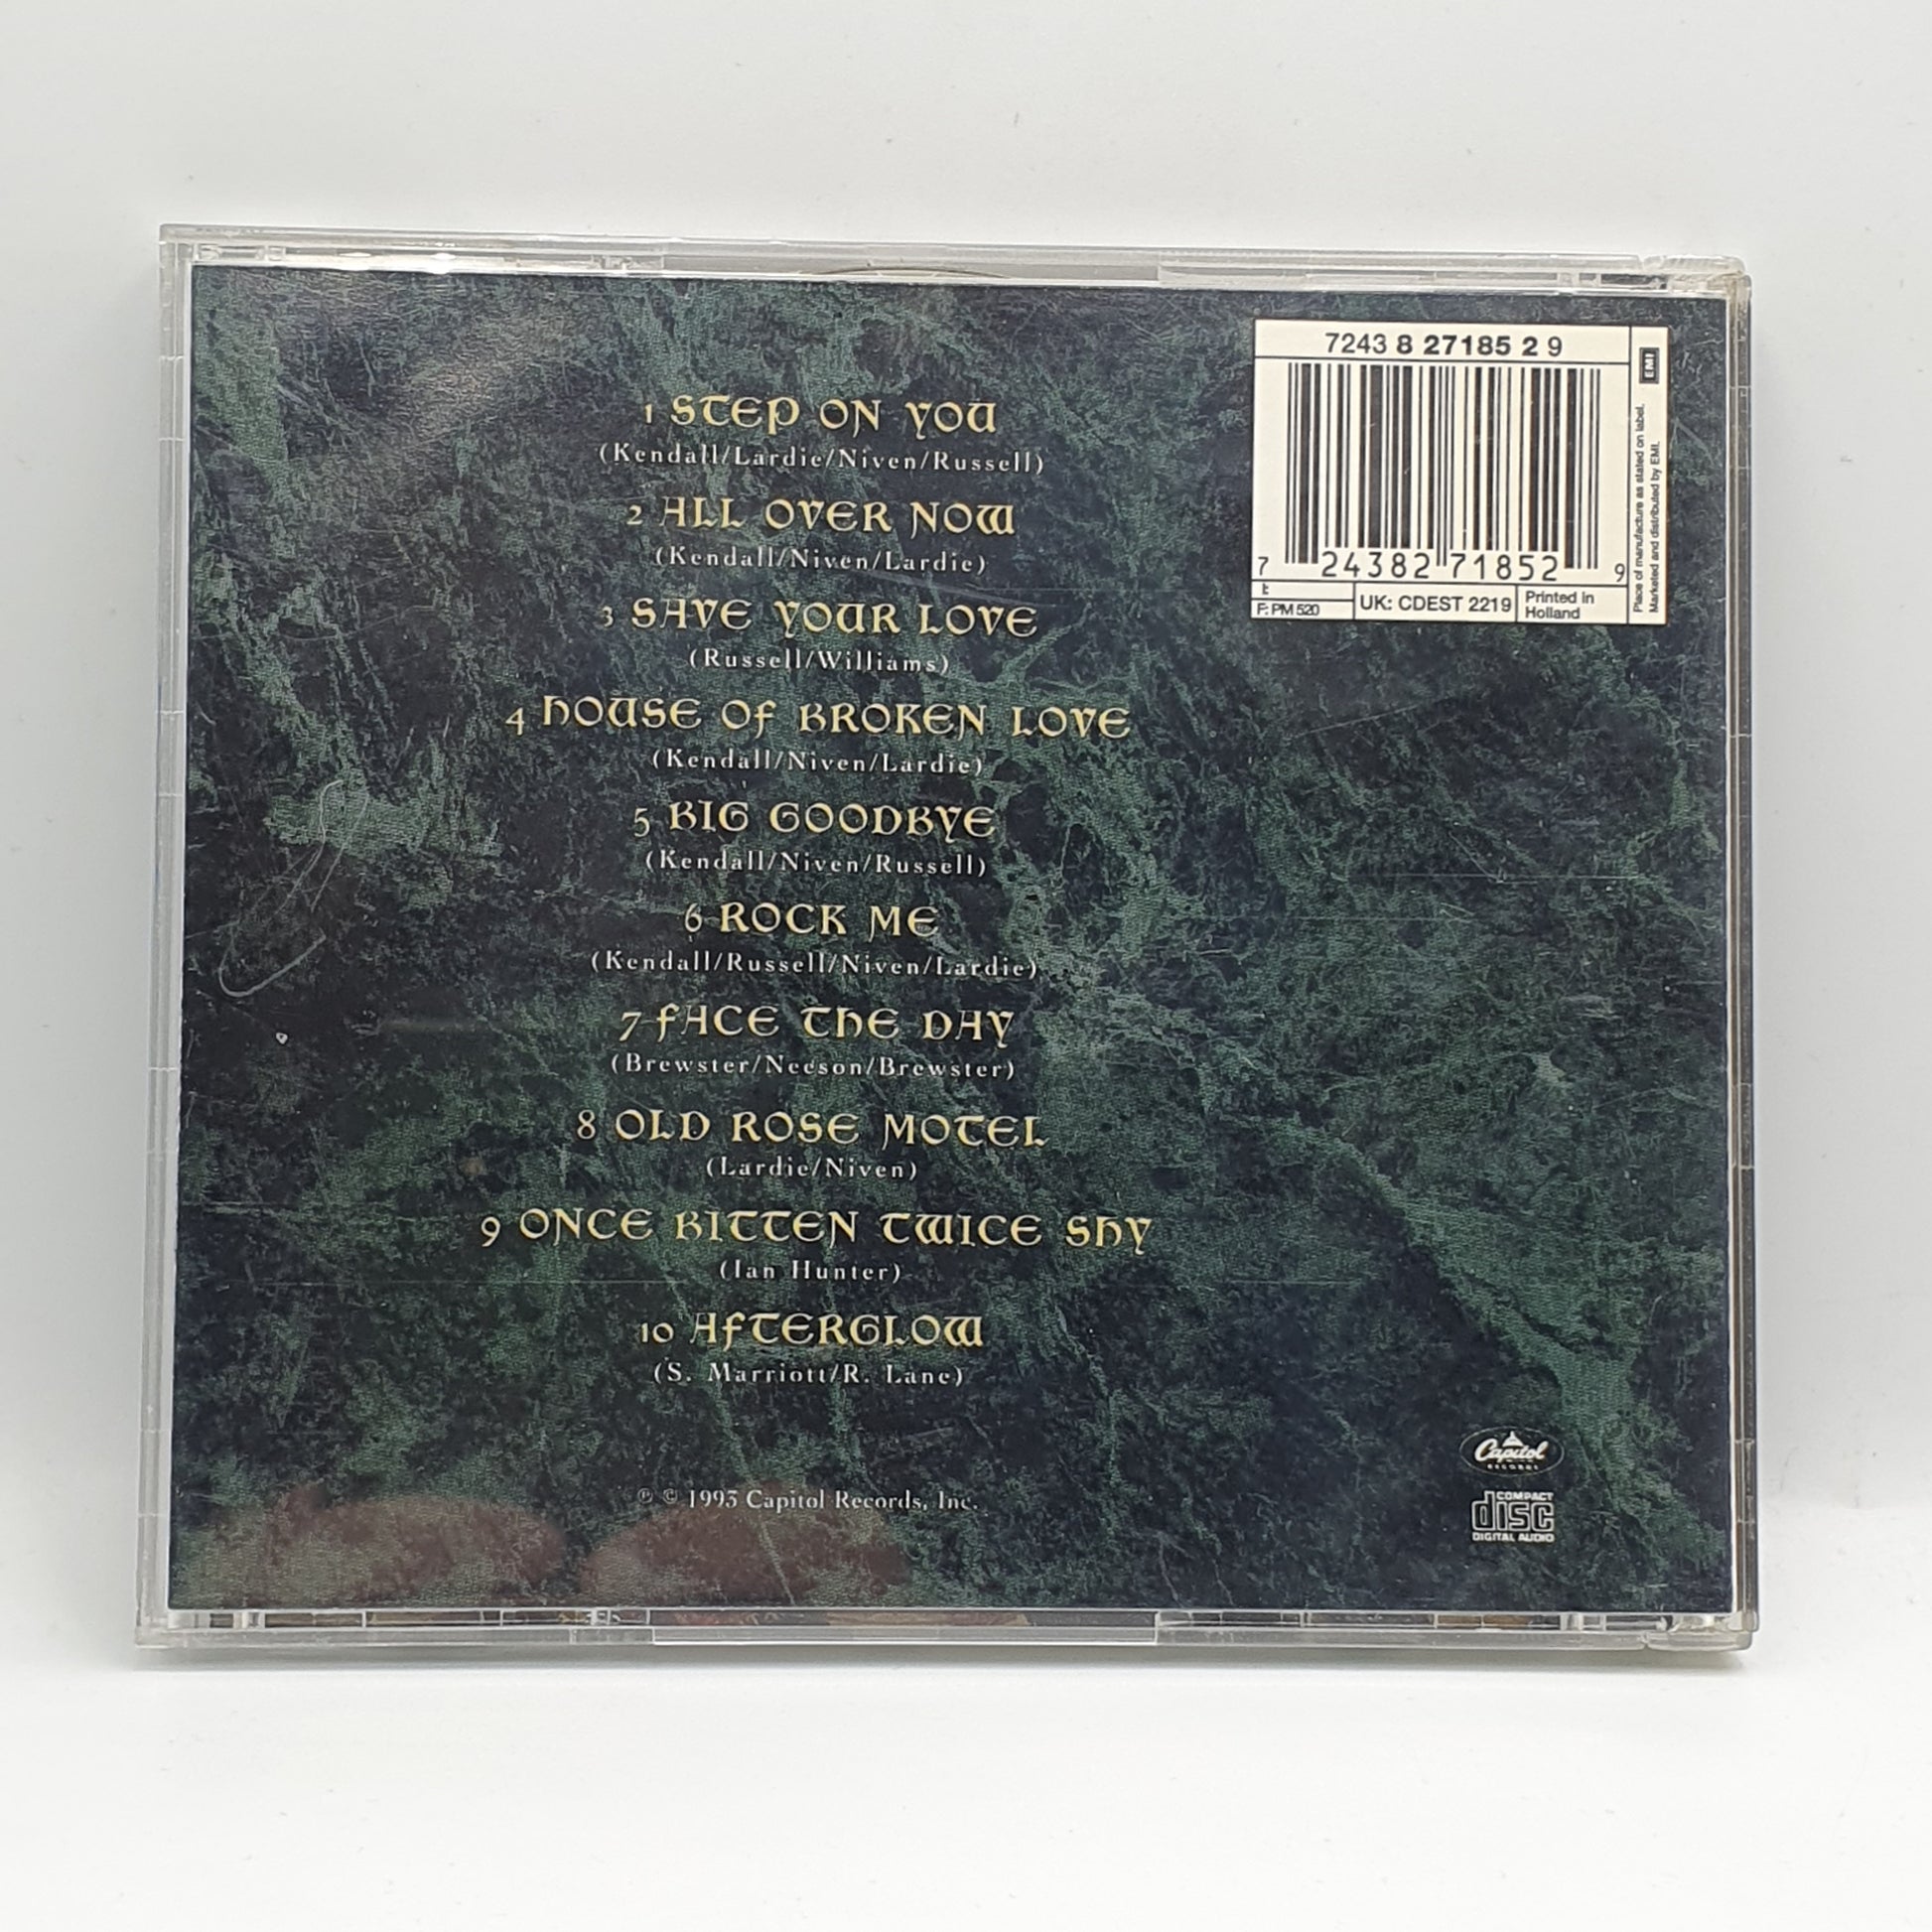 7243 8 27185 2 9
EMI
7 24382 71852 9
F: PM 520
UK: CDEST 2219
Printed in
Holland
Place of manufacture as stated on label.
Marketed and distributed by EMI.
1 STEP ON YOU
(Kendall/Lardie/Niven/Russell)
2 ALL OVER NOW
(Kendall/Niven/Lardie)
3 SAVE YOUR LOVE
(Russell/Williams)
4 HOUSE OF BROKEN LOVE
(Kendall/Niven/Lardie)
5 BIG GOODBYE
(Kendall/Niven/Russell)
6 ROCK ME
(Kendall/Russell/Niven/Lardie)
7 FACE THE DAY
(Brewster/Neeson/Brewster)
8 OLD ROSE MOTEL
(Lardie/Niven)
9 ONCE BITTEN TWICE SHY
(Ian Hunter)
10 AFTERGLOW
(S. Marriott/R. Lane)
℗ © 1993 Capitol Records, Inc.
Capitol
RECORDS
COMPACT
disc
DIGITAL AUDIO